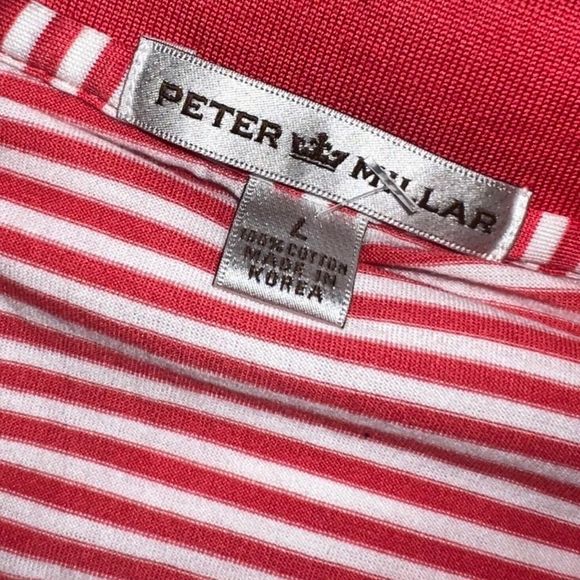 PETER MILLAR
L
100% COTTON
MADE IN
KOREA